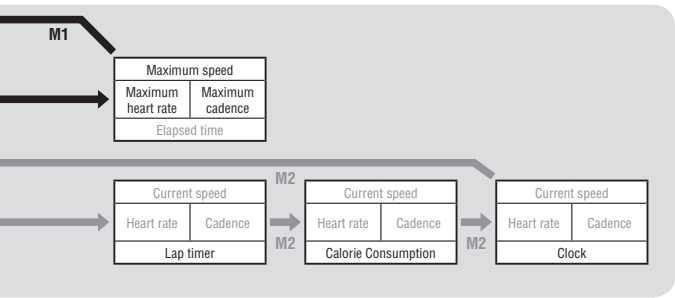 M1
Maximum speed
Maximum heart rate
Maximum cadence
Elapsed time
M2
Current speed
Heart rate
Cadence
Lap timer
M2
Current speed
Heart rate
Cadence
Calorie Consumption
M2
Current speed
Heart rate
Cadence
Clock